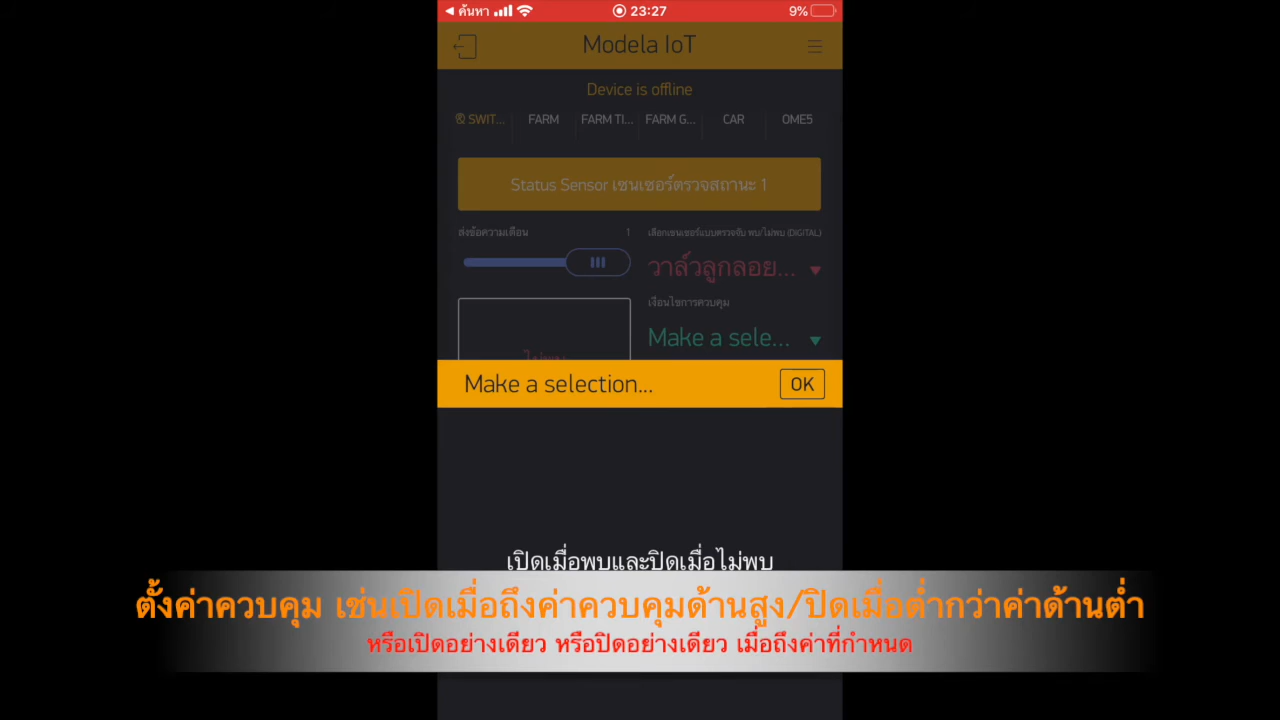 ค้นหา 23:27 9%
Modela IoT
Device is offline
SWIT... FARM FARM TI... FARM G... CAR OME5
Status Sensor เซนเซอร์ตรวจสถานะ 1
ส่งข้อความเตือน 1 เลือกเซนเซอร์แบบตรวจจับ พบ/ไม่พบ (DIGITAL)
วาล์วลูกลอย...
เงื่อนไขการควบคุม
Make a sele...
ไม่พบ
Make a selection... OK
เปิดเมื่อพบและปิดเมื่อไม่พบ
ตั้งค่าควบคุม เช่นเปิดเมื่อถึงค่าควบคุมด้านสูง/ปิดเมื่อต่ำกว่าค่าด้านต่ำ
หรือเปิดอย่างเดียว หรือปิดอย่างเดียว เมื่อถึงค่าที่กำหนด